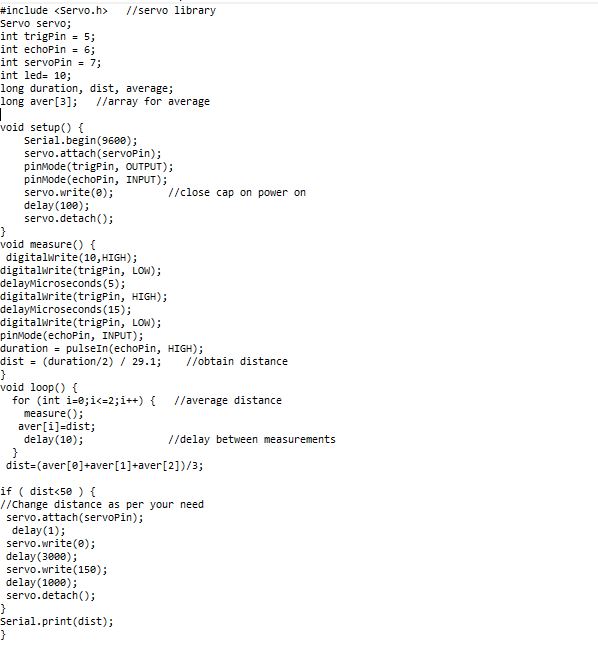 #include <Servo.h>   //servo library
Servo servo;
int trigPin = 5;
int echoPin = 6;
int servoPin = 7;
int led= 10;
long duration, dist, average;
long aver[3];   //array for average

void setup() {
    Serial.begin(9600);
    servo.attach(servoPin);
    pinMode(trigPin, OUTPUT);
    pinMode(echoPin, INPUT);
    servo.write(0);         //close cap on power on
    delay(100);
    servo.detach();
}
void measure() {
 digitalWrite(10,HIGH);
digitalWrite(trigPin, LOW);
delayMicroseconds(5);
digitalWrite(trigPin, HIGH);
delayMicroseconds(15);
digitalWrite(trigPin, LOW);
pinMode(echoPin, INPUT);
duration = pulseIn(echoPin, HIGH);
dist = (duration/2) / 29.1;    //obtain distance
}
void loop() {
  for (int i=0;i<=2;i++) {   //average distance
    measure();
   aver[i]=dist;
    delay(10);              //delay between measurements
  }
 dist=(aver[0]+aver[1]+aver[2])/3;

if ( dist<50 ) {
//Change distance as per your need
 servo.attach(servoPin);
  delay(1);
 servo.write(0);
 delay(3000);
 servo.write(150);
 delay(1000);
 servo.detach();
}
Serial.print(dist);
}